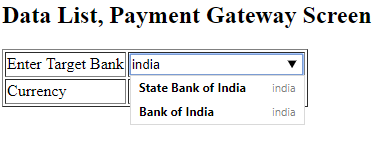 Data List, Payment Gateway Screen
Enter Target Bank india
State Bank of India india
Currency
Bank of India india